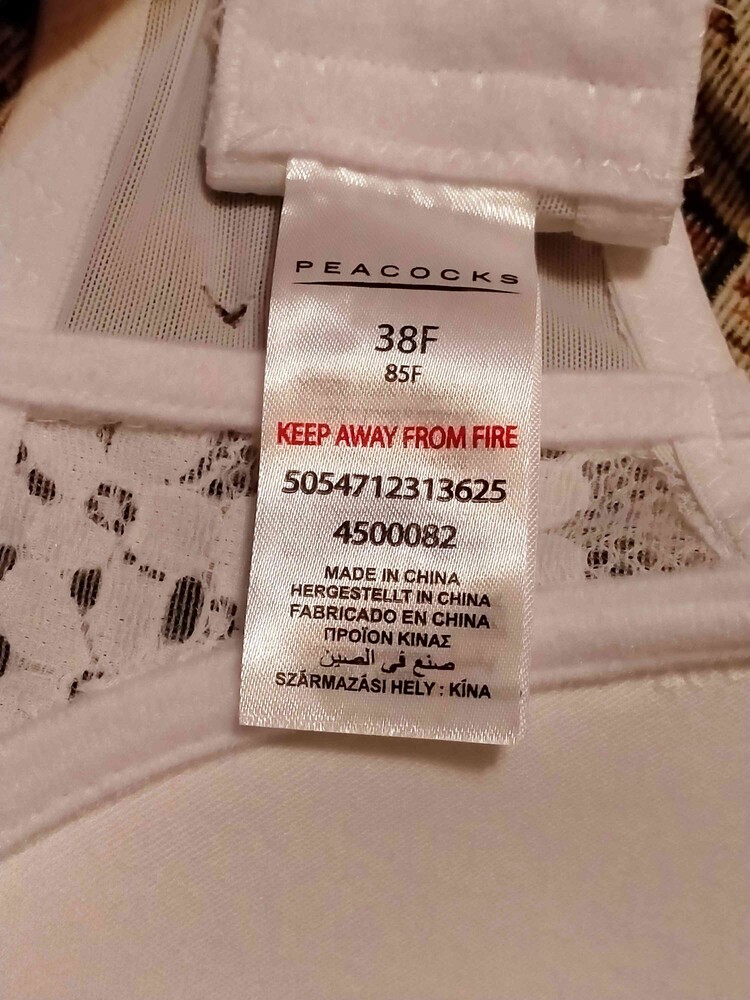 PEACOCKS
38F
85F
KEEP AWAY FROM FIRE
5054712313625
4500082
MADE IN CHINA
HERGESTELLT IN CHINA
FABRICADO EN CHINA
ΠΡΟΪΟΝ ΚΙΝΑΣ
صنع في الصين
SZÁRMAZÁSI HELY : KÍNA